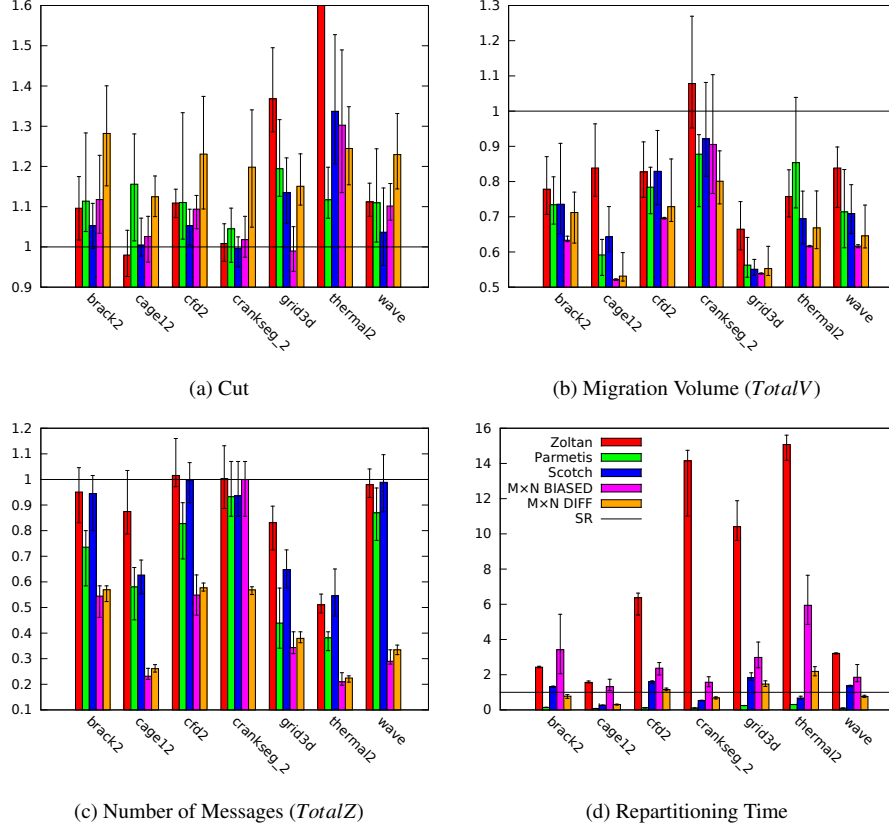 1.6
1.5
1.4
1.3
1.2
1.1
1
0.9
brack2
cage12
cfd2
crankseg_2
grid3d
thermal2
wave
(a) Cut
1.3
1.2
1.1
1
0.9
0.8
0.7
0.6
0.5
brack2
cage12
cfd2
crankseg_2
grid3d
thermal2
wave
(b) Migration Volume (TotalV)
1.2
1.1
1
0.9
0.8
0.7
0.6
0.5
0.4
0.3
0.2
0.1
brack2
cage12
cfd2
crankseg_2
grid3d
thermal2
wave
(c) Number of Messages (TotalZ)
16
14
12
10
8
6
4
2
0
Zoltan
Parmetis
Scotch
M×N BIASED
M×N DIFF
SR
brack2
cage12
cfd2
crankseg_2
grid3d
thermal2
wave
(d) Repartitioning Time